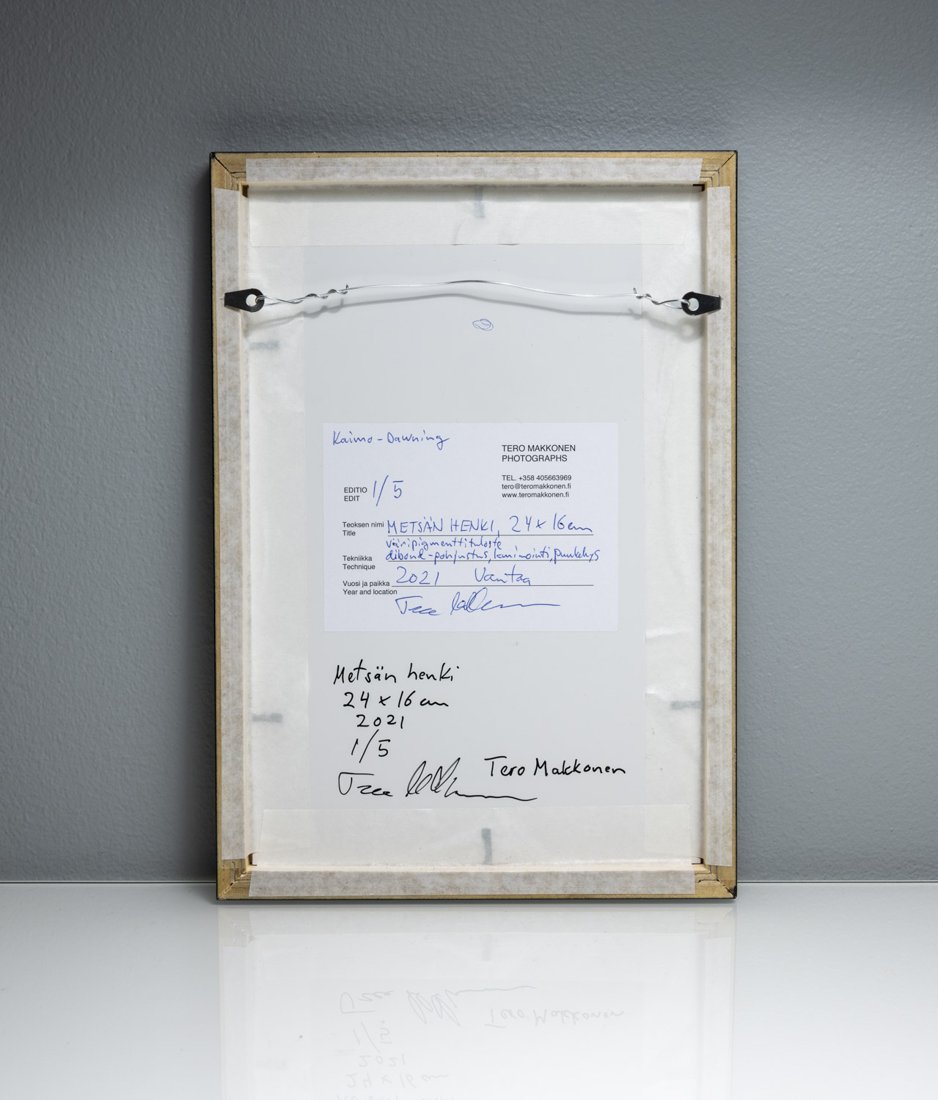 Kaimo-Dawning
TERO MAKKONEN
PHOTOGRAPHS
TEL. +358 405663969
tero@teromakkonen.fi
www.teromakkonen.fi
EDITIO 1/5
EDIT
Teoksen nimi METSÄN HENKI, 24 x 16 cm
Title
väripigmenttituloste
Tekniikka dibond-pohjustus, laminointi, puukehys
Technique
Vuosi ja paikka 2021 Vantaa
Year and location
Metsän henki
24 x 16 cm
2021
1/5
Tero Makkonen